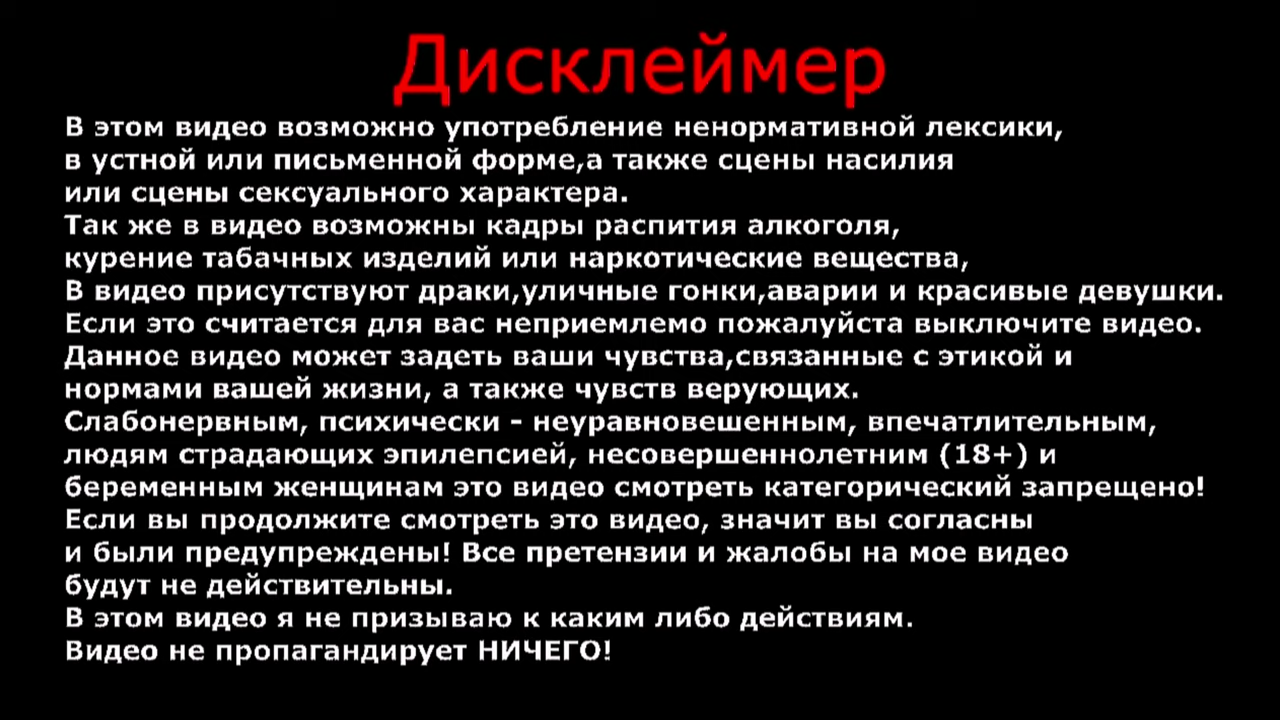 Дисклеймер
В этом видео возможно употребление ненормативной лексики,
в устной или письменной форме,а также сцены насилия
или сцены сексуального характера.
Так же в видео возможны кадры распития алкоголя,
курение табачных изделий или наркотические вещества,
В видео присутствуют драки,уличные гонки,аварии и красивые девушки.
Если это считается для вас неприемлемо пожалуйста выключите видео.
Данное видео может задеть ваши чувства,связанные с этикой и
нормами вашей жизни, а также чувств верующих.
Слабонервным, психически - неуравновешенным, впечатлительным,
людям страдающих эпилепсией, несовершеннолетним (18+) и
беременным женщинам это видео смотреть категорический запрещено!
Если вы продолжите смотреть это видео, значит вы согласны
и были предупреждены! Все претензии и жалобы на мое видео
будут не действительны.
В этом видео я не призываю к каким либо действиям.
Видео не пропагандирует НИЧЕГО!